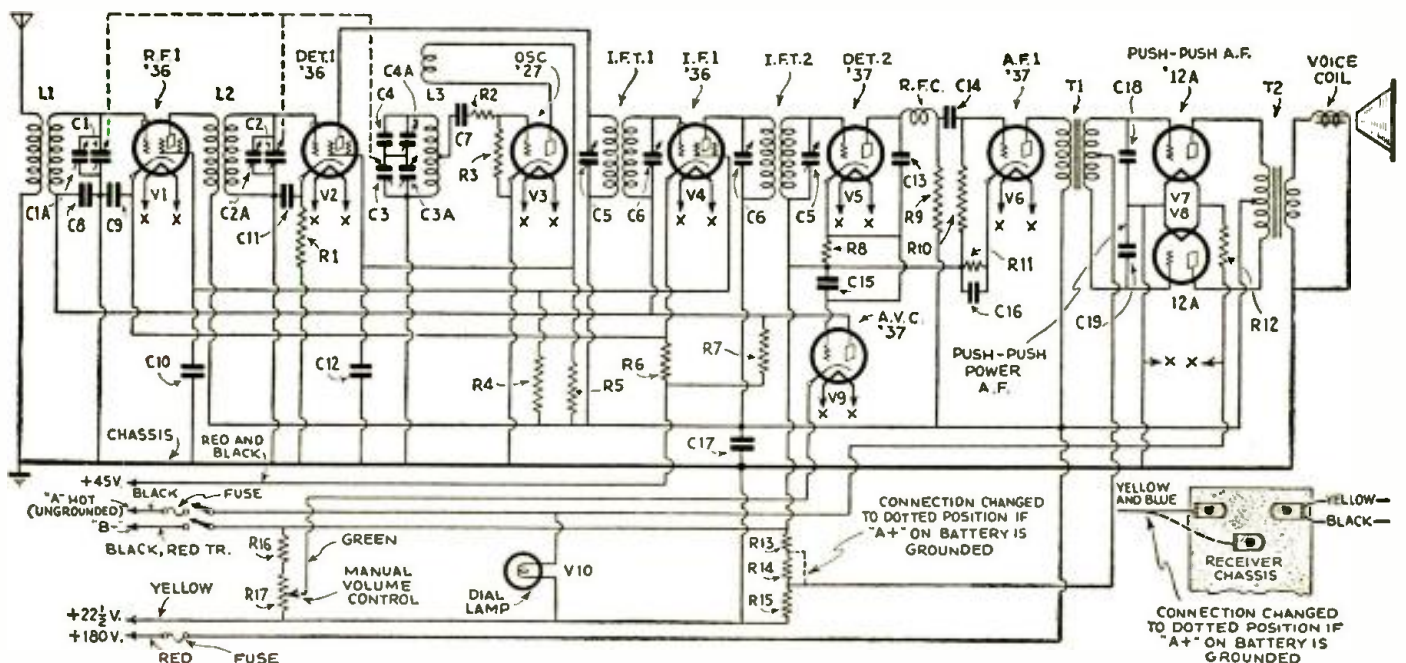 L1
R.F.1
'36
L2
DET.1
'36
C4
C4A
L3
R2
OSC
'27
I.F.T.1
I.F.1
'36
I.F.T.2
DET.2
'37
R.F.C.
C14
A.F.1
'37
T1
PUSH-PUSH A.F.
'12A
C18
T2
VOICE
COIL
C1
C2
C7
R3
C1A
C8
C9
V1
C2A
C11
V2
C3
C3A
V3
C5
C6
V4
C6
C5
V5
C13
R9
V6
V7
V8
X X
X X
X X
X X
X X
X X
R1
R8
R10
R11
C15
C16
12A
C19
R12
C10
C12
R4
R5
R6
R7
A.V.C.
'37
V9
X X
PUSH-PUSH
POWER
A.F.
X X
CHASSIS
RED AND
BLACK
C17
+45V.
"A" HOT
(UNGROUNDED)
BLACK
FUSE
"B-"
BLACK, RED TR.
R16
GREEN
R17
MANUAL
VOLUME
CONTROL
DIAL
LAMP
V10
R13
R14
R15
CONNECTION CHANGED
TO DOTTED POSITION IF
"A+" ON BATTERY IS
GROUNDED
YELLOW
AND BLUE
YELLOW
BLACK
RECEIVER
CHASSIS
CONNECTION CHANGED
TO DOTTED POSITION IF
"A+" ON BATTERY IS
GROUNDED
YELLOW
+22½V.
+180V.
RED
FUSE